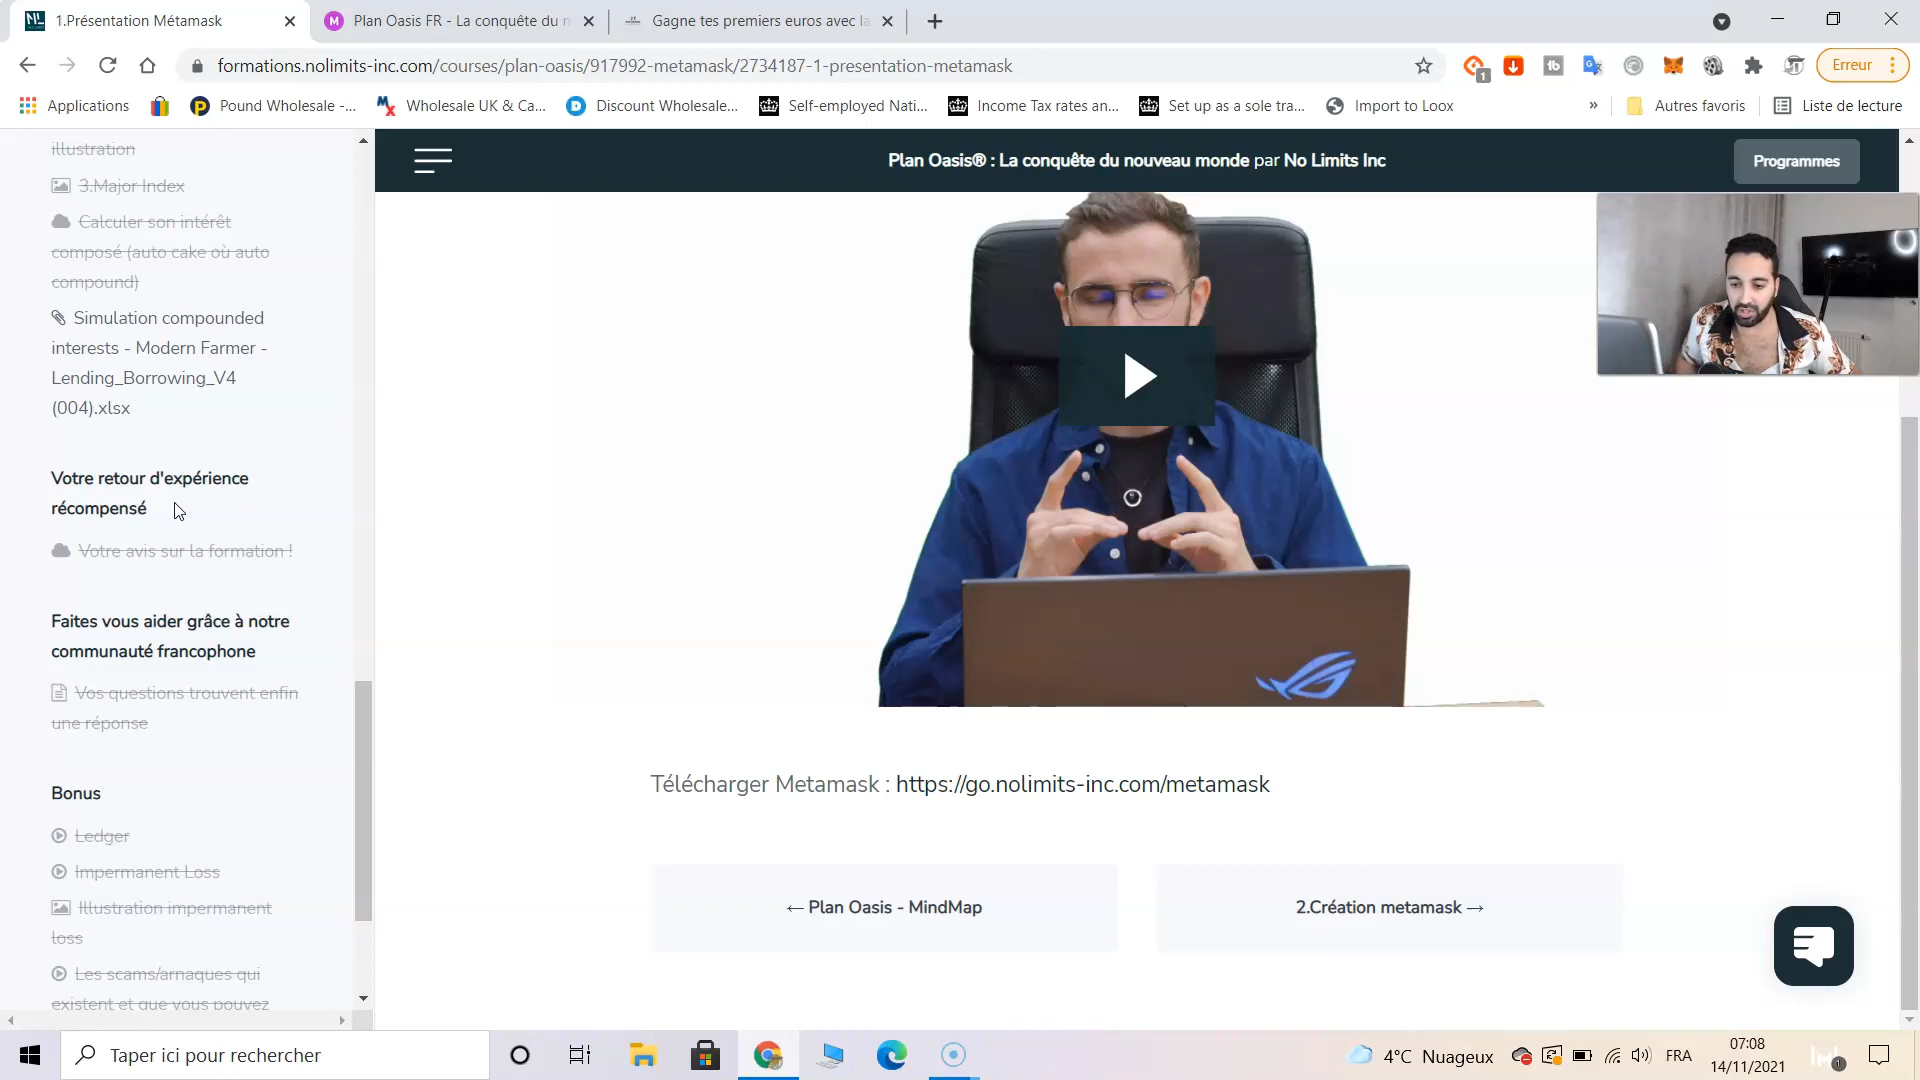 1.Présentation Métamask
Plan Oasis FR - La conquête du n
Gagne tes premiers euros avec la
formations.nolimits-inc.com/courses/plan-oasis/917992-metamask/2734187-1-presentation-metamask
Erreur
Applications
Pound Wholesale -...
Wholesale UK & Ca...
Discount Wholesale...
Self-employed Nati...
Income Tax rates an...
Set up as a sole tra...
Import to Loox
»
Autres favoris
Liste de lecture
Plan Oasis® : La conquête du nouveau monde par No Limits Inc
Programmes
illustration
3.Major Index
Calculer son intérêt
composé (auto cake où auto
compound)
Simulation compounded
interests - Modern Farmer -
Lending_Borrowing_V4
(004).xlsx
Votre retour d'expérience
récompensé
Votre avis sur la formation !
Faites vous aider grâce à notre
communauté francophone
Vos questions trouvent enfin
une réponse
Bonus
Ledger
Impermanent Loss
Illustration impermanent
loss
Les scams/arnaques qui
existent et que vous pouvez
Télécharger Metamask : https://go.nolimits-inc.com/metamask
← Plan Oasis - MindMap
2.Création metamask →
Taper ici pour rechercher
4°C Nuageux
FRA
07:08
14/11/2021
1